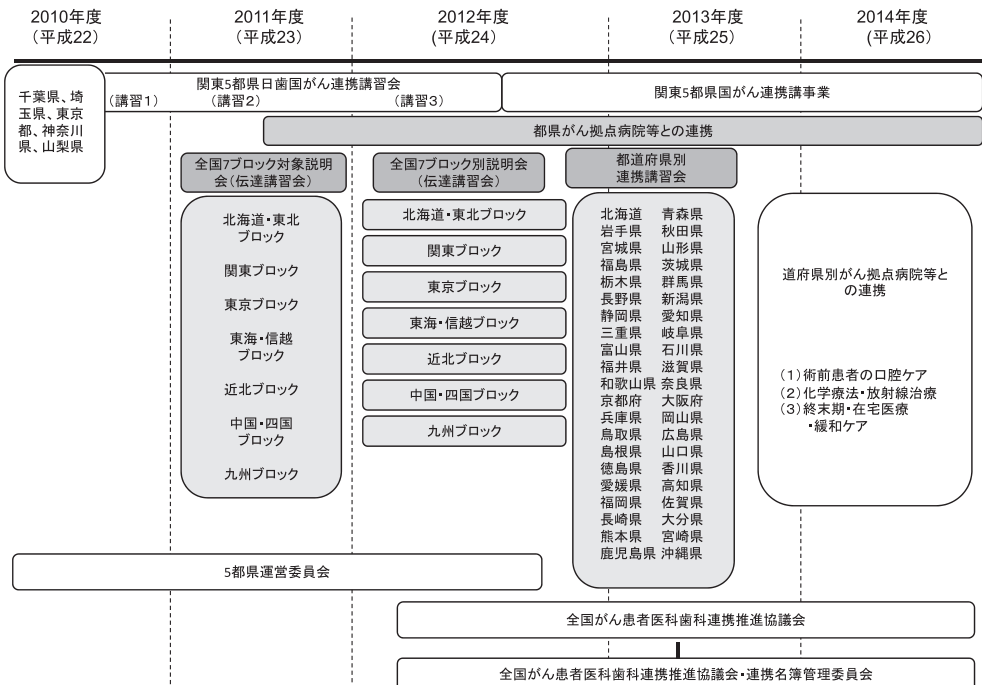 2010年度
（平成22）
2011年度
（平成23）
2012年度
(平成24)
2013年度
（平成25）
2014年度
(平成26)
千葉県、埼
玉県、東京
都、神奈川
県、山梨県
関東5都県日歯国がん連携講習会
（講習1）
（講習2）
（講習3）
関東5都県国がん連携講事業
都県がん拠点病院等との連携
全国7ブロック対象説明
会（伝達講習会）
全国7ブロック別説明会
（伝達講習会）
都道府県別
連携講習会
北海道・東北
ブロック
関東ブロック
東京ブロック
東海・信越
ブロック
近北ブロック
中国・四国
ブロック
九州ブロック
北海道・東北ブロック
関東ブロック
東京ブロック
東海・信越ブロック
近北ブロック
中国・四国ブロック
九州ブロック
北海道 青森県
岩手県 秋田県
宮城県 山形県
福島県 茨城県
栃木県 群馬県
長野県 新潟県
静岡県 愛知県
三重県 岐阜県
富山県 石川県
福井県 滋賀県
和歌山県 奈良県
京都府 大阪府
兵庫県 岡山県
鳥取県 広島県
島根県 山口県
徳島県 香川県
愛媛県 高知県
福岡県 佐賀県
長崎県 大分県
熊本県 宮崎県
鹿児島県 沖縄県
道府県別がん拠点病院等と
の連携
（1）術前患者の口腔ケア
（2）化学療法・放射線治療
（3）終末期・在宅医療
・緩和ケア
5都県運営委員会
全国がん患者医科歯科連携推進協議会
全国がん患者医科歯科連携推進協議会・連携名簿管理委員会